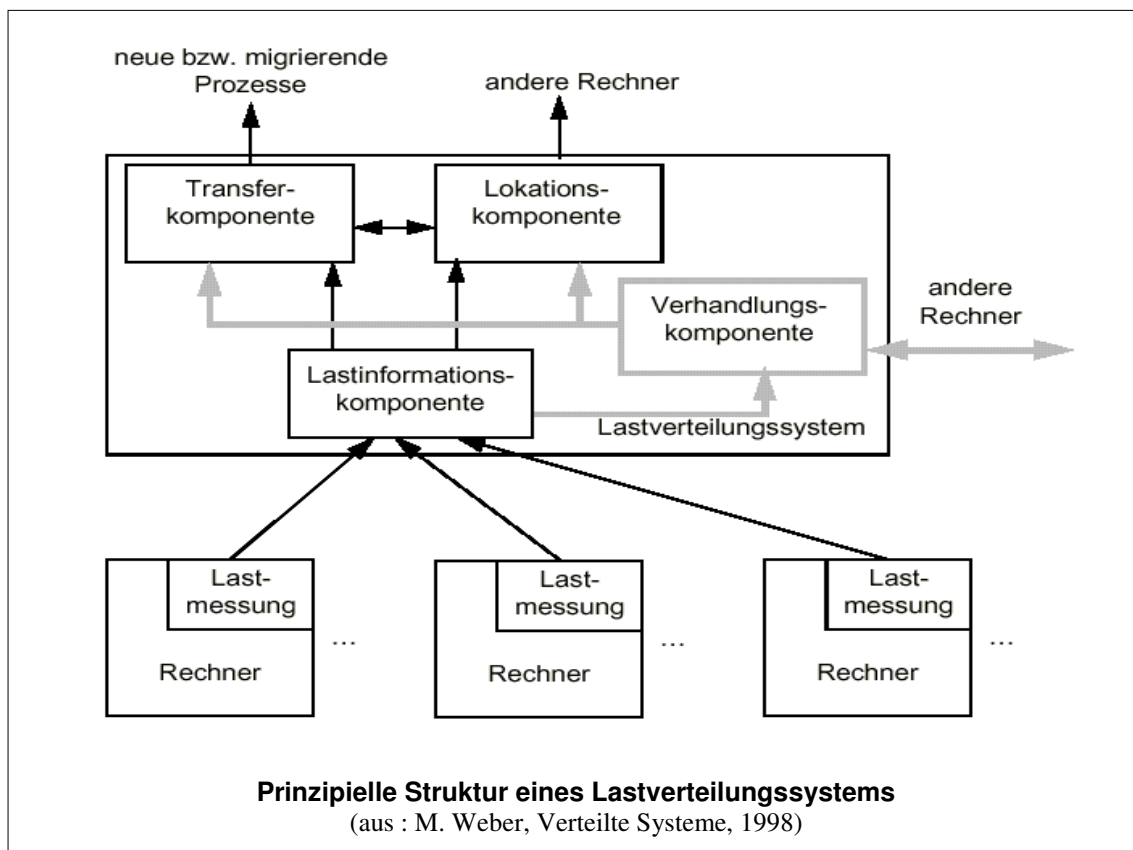 neue bzw. migrierende
Prozesse
andere Rechner
Transfer-
komponente
Lokations-
komponente
Verhandlungs-
komponente
andere
Rechner
Lastinformations-
komponente
Lastverteilungssystem
Last-
messung
Rechner
...
Last-
messung
Rechner
...
Last-
messung
Rechner
...
Prinzipielle Struktur eines Lastverteilungssystems
(aus : M. Weber, Verteilte Systeme, 1998)